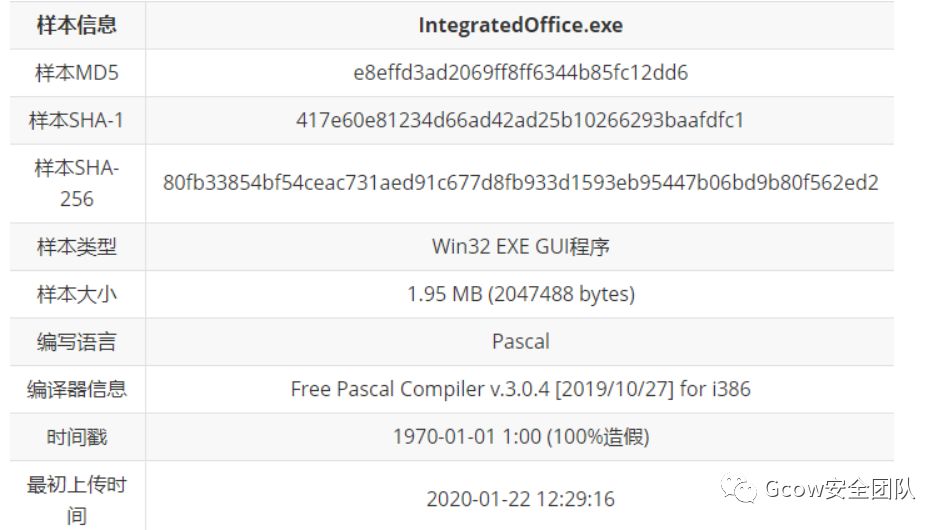 样本信息 IntegratedOffice.exe
样本MD5 e8effd3ad2069ff8ff6344b85fc12dd6
样本SHA-1 417e60e81234d66ad42ad25b10266293baafdfc1
样本SHA-
256 80fb33854bf54ceac731aed91c677d8fb933d1593eb95447b06bd9b80f562ed2
样本类型 Win32 EXE GUI程序
样本大小 1.95 MB (2047488 bytes)
编写语言 Pascal
编译器信息 Free Pascal Compiler v.3.0.4 [2019/10/27] for i386
时间戳 1970-01-01 1:00 (100%造假)
最初上传时
间 2020-01-22 12:29:16
Gcow安全团队